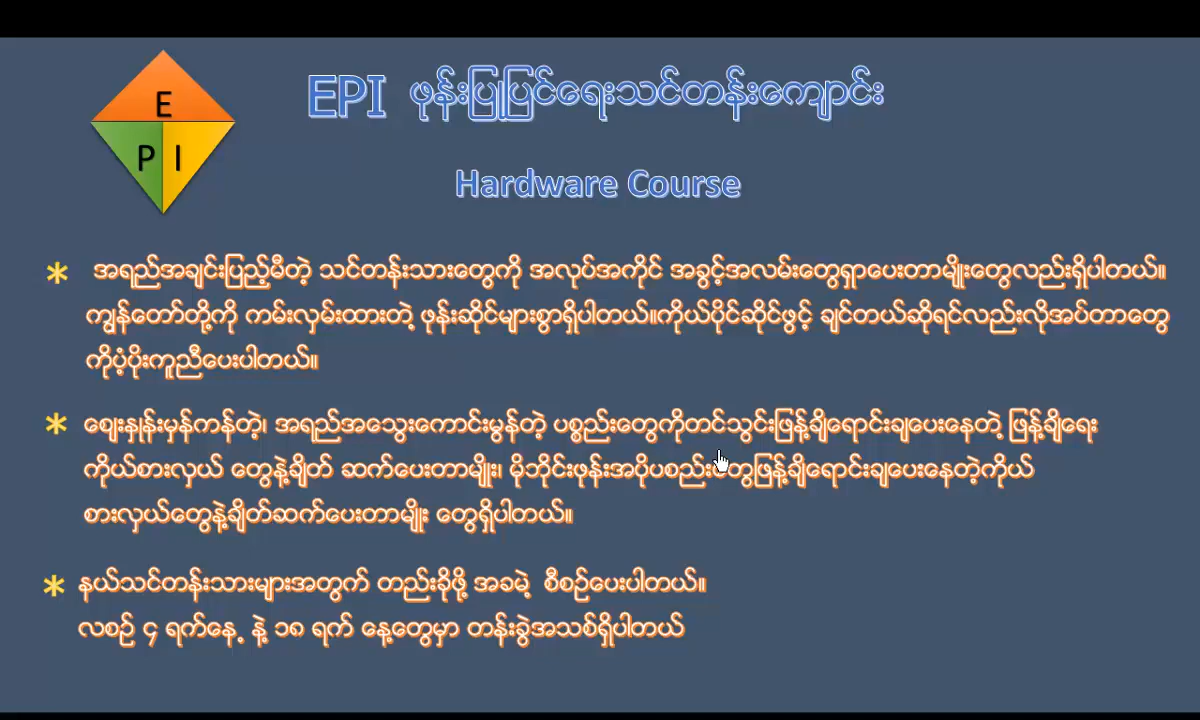 E
P I
EPI ဖုန်းပြုပြင်ရေးသင်တန်းကျောင်း
Hardware Course
* အရည်အချင်းပြည့်မီတဲ့ သင်တန်းသားတွေကို အလုပ်အကိုင် အခွင့်အလမ်းတွေရှာပေးတာမျိုးတွေလည်းရှိပါတယ်။
ကျွန်တော်တို့ကို ကမ်းလှမ်းထားတဲ့ ဖုန်းဆိုင်များစွာရှိပါတယ်။ကိုယ်ပိုင်ဆိုင်ဖွင့် ချင်တယ်ဆိုရင်လည်းလိုအပ်တာတွေ
ကိုပံ့ပိုးကူညီပေးပါတယ်။
* ဈေးနှုန်းမှန်ကန်တဲ့၊ အရည်အသွေးကောင်းမွန်တဲ့ ပစ္စည်းတွေကိုတင်သွင်းဖြန့်ချိရောင်းချပေးနေတဲ့ ဖြန့်ချိရေး
ကိုယ်စားလှယ် တွေနဲ့ချိတ် ဆက်ပေးတာမျိုး၊ မိုဘိုင်းဖုန်းအပိုပစည်းတွေဖြန့်ချိရောင်းချပေးနေတဲ့ကိုယ်
စားလှယ်တွေနဲ့ချိတ်ဆက်ပေးတာမျိုး တွေရှိပါတယ်။
* နယ်သင်တန်းသားများအတွက် တည်းခိုဖို့ အခမဲ့ စီစဉ်ပေးပါတယ်။
လစဉ် ၄ ရက်နေ့ နဲ့ ၁၈ ရက် နေ့တွေမှာ တန်းခွဲအသစ်ရှိပါတယ်